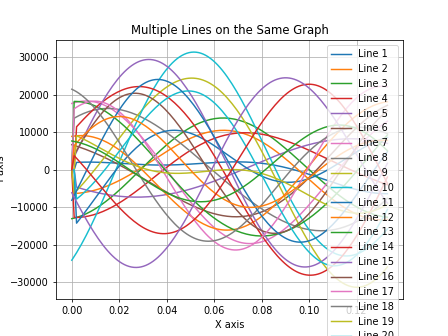 Multiple Lines on the Same Graph
30000
20000
10000
0
−10000
−20000
−30000
0.00
0.02
0.04
0.06
0.08
0.10
X axis
Line 1
Line 2
Line 3
Line 4
Line 5
Line 6
Line 7
Line 8
Line 9
Line 10
Line 11
Line 12
Line 13
Line 14
Line 15
Line 16
Line 17
Line 18
Line 19
Line 20